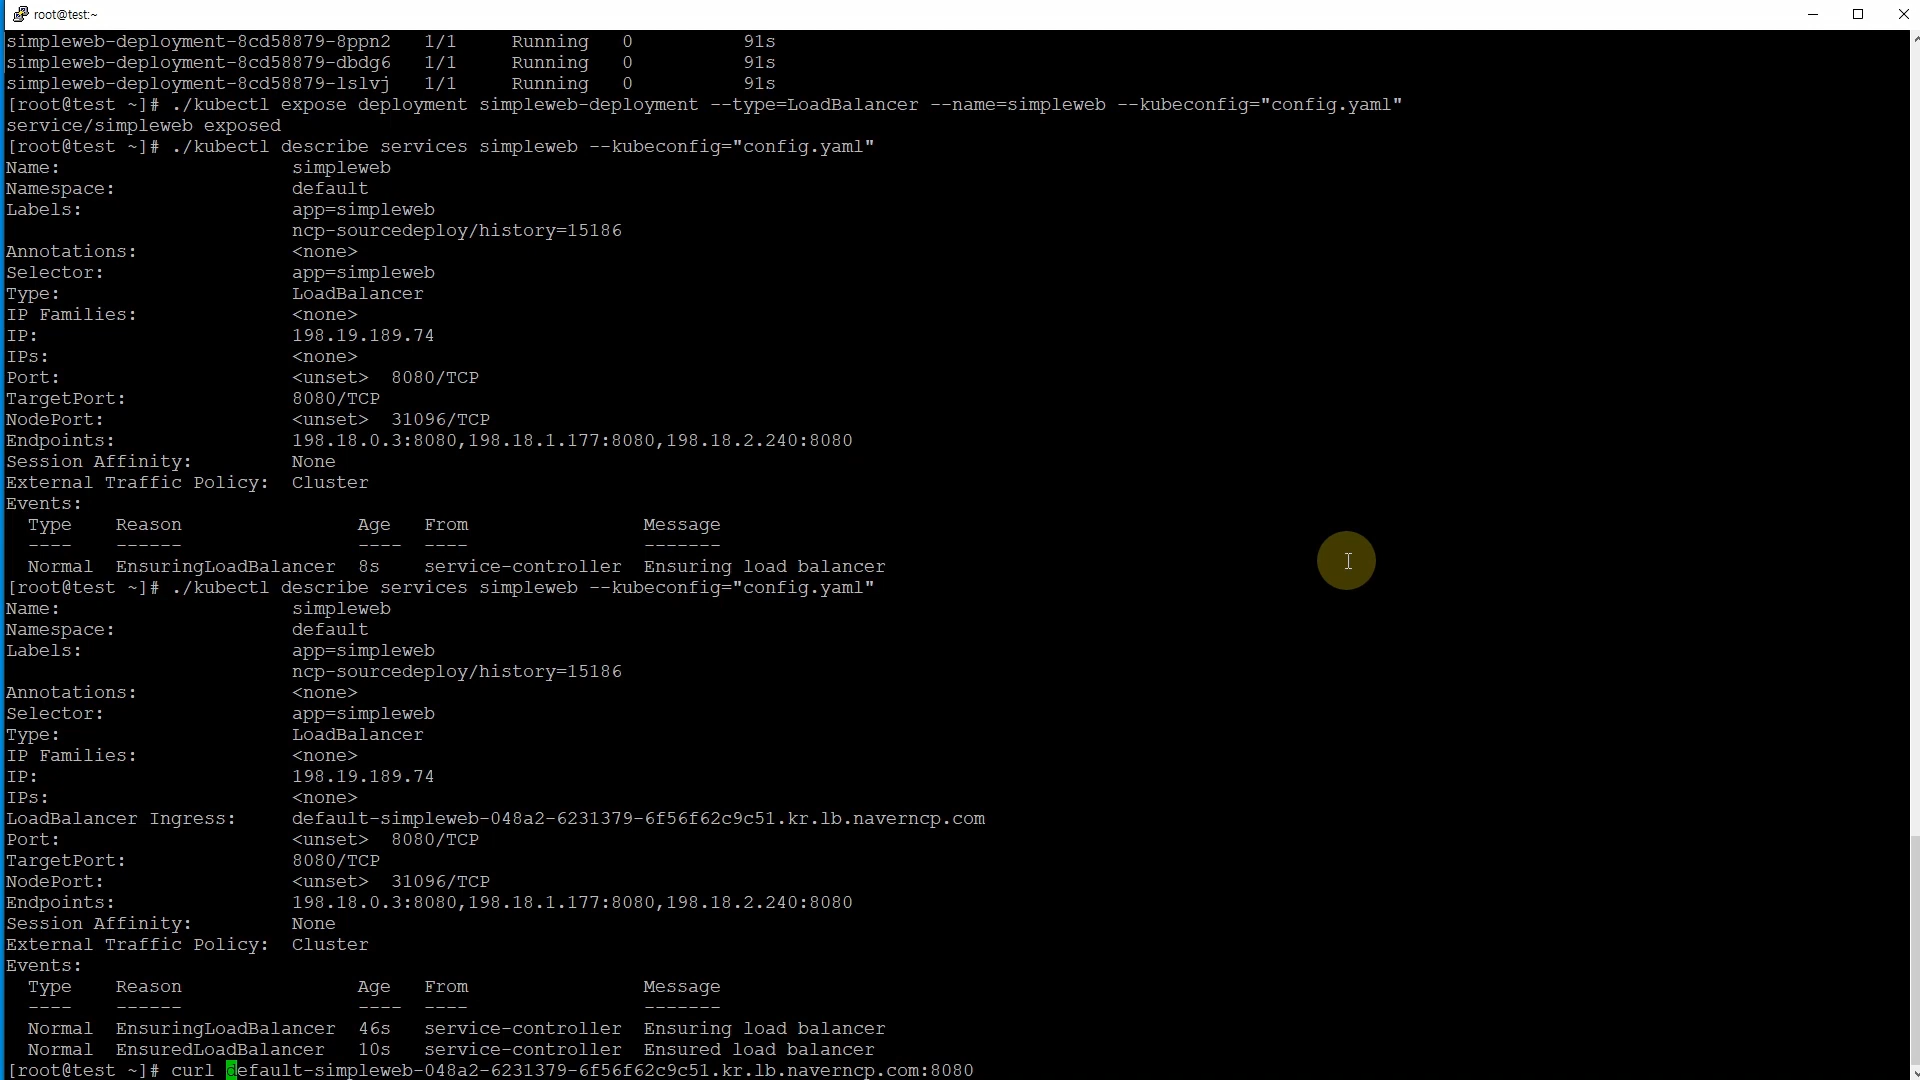 root@test:~
simpleweb-deployment-8cd58879-8ppn2   1/1     Running   0          91s
simpleweb-deployment-8cd58879-dbdg6   1/1     Running   0          91s
simpleweb-deployment-8cd58879-lslvj   1/1     Running   0          91s
[root@test ~]# ./kubectl expose deployment simpleweb-deployment --type=LoadBalancer --name=simpleweb --kubeconfig="config.yaml"
service/simpleweb exposed
[root@test ~]# ./kubectl describe services simpleweb --kubeconfig="config.yaml"
Name:                     simpleweb
Namespace:                default
Labels:                   app=simpleweb
                          ncp-sourcedeploy/history=15186
Annotations:              <none>
Selector:                 app=simpleweb
Type:                     LoadBalancer
IP Families:              <none>
IP:                       198.19.189.74
IPs:                      <none>
Port:                     <unset>  8080/TCP
TargetPort:               8080/TCP
NodePort:                 <unset>  31096/TCP
Endpoints:                198.18.0.3:8080,198.18.1.177:8080,198.18.2.240:8080
Session Affinity:         None
External Traffic Policy:  Cluster
Events:
  Type    Reason                Age   From                Message
  ----    ------                ----  ----                -------
  Normal  EnsuringLoadBalancer  8s    service-controller  Ensuring load balancer
[root@test ~]# ./kubectl describe services simpleweb --kubeconfig="config.yaml"
Name:                     simpleweb
Namespace:                default
Labels:                   app=simpleweb
                          ncp-sourcedeploy/history=15186
Annotations:              <none>
Selector:                 app=simpleweb
Type:                     LoadBalancer
IP Families:              <none>
IP:                       198.19.189.74
IPs:                      <none>
LoadBalancer Ingress:     default-simpleweb-048a2-6231379-6f56f62c9c51.kr.lb.naverncp.com
Port:                     <unset>  8080/TCP
TargetPort:               8080/TCP
NodePort:                 <unset>  31096/TCP
Endpoints:                198.18.0.3:8080,198.18.1.177:8080,198.18.2.240:8080
Session Affinity:         None
External Traffic Policy:  Cluster
Events:
  Type    Reason                Age   From                Message
  ----    ------                ----  ----                -------
  Normal  EnsuringLoadBalancer  46s   service-controller  Ensuring load balancer
  Normal  EnsuredLoadBalancer   10s   service-controller  Ensured load balancer
[root@test ~]# curl default-simpleweb-048a2-6231379-6f56f62c9c51.kr.lb.naverncp.com:8080